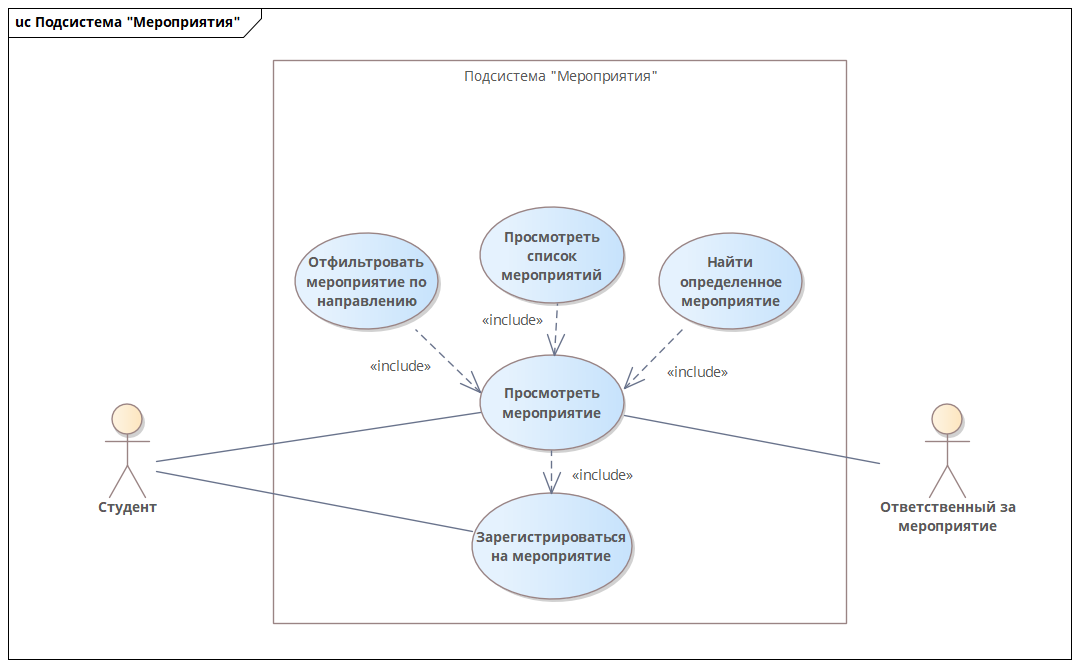 uc Подсистема "Мероприятия"
Подсистема "Мероприятия"
Отфильтровать
мероприятие по
направлению
Просмотреть
список
мероприятий
Найти
определенное
мероприятие
«include»
«include»
«include»
Просмотреть
мероприятие
«include»
Зарегистрироваться
на мероприятие
Студент
Ответственный за
мероприятие